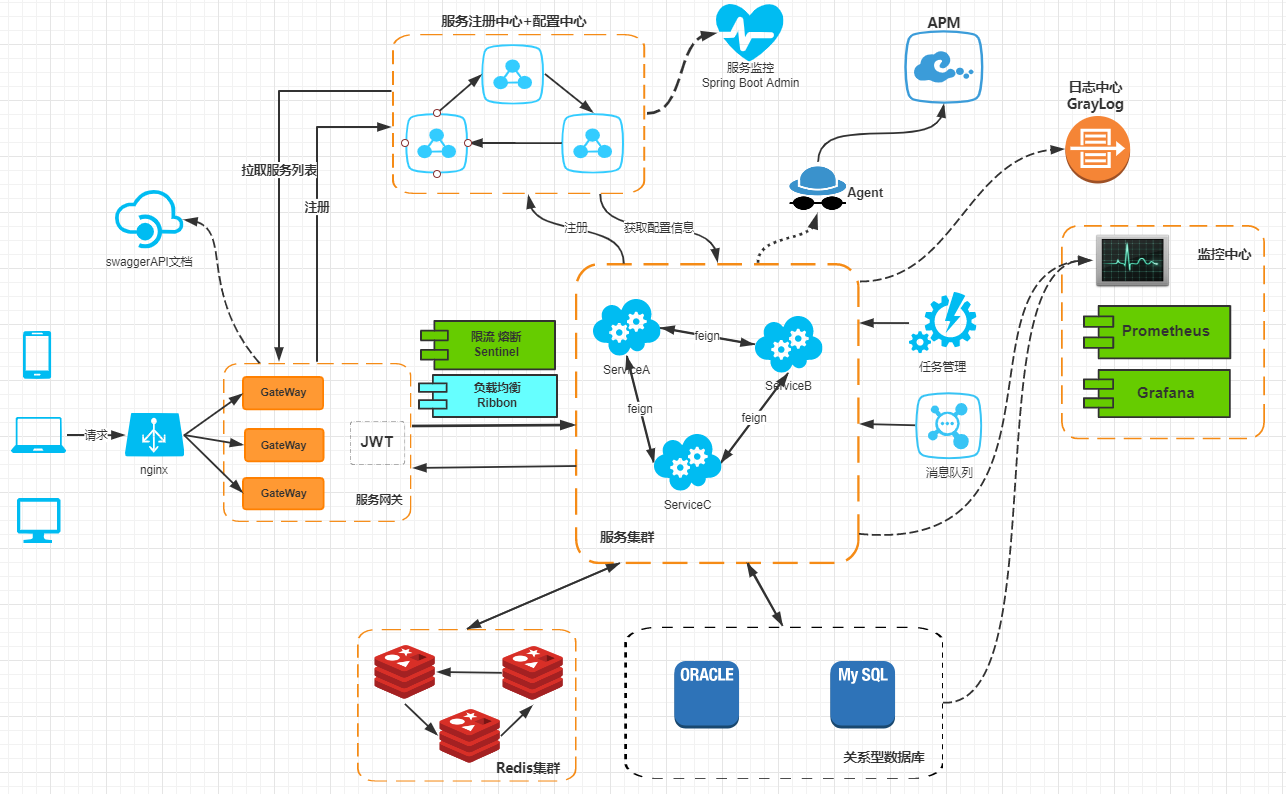 服务注册中心+配置中心
服务监控
Spring Boot Admin
APM
日志中心
GrayLog
拉取服务列表
注册
Agent
注册
获取配置信息
swaggerAPI文档
监控中心
Prometheus
Grafana
限流 熔断
Sentinel
负载均衡
Ribbon
ServiceA
feign
ServiceB
feign
feign
ServiceC
服务集群
任务管理
消息队列
请求
nginx
GateWay
GateWay
GateWay
JWT
服务网关
Redis集群
ORACLE
My SQL
关系型数据库